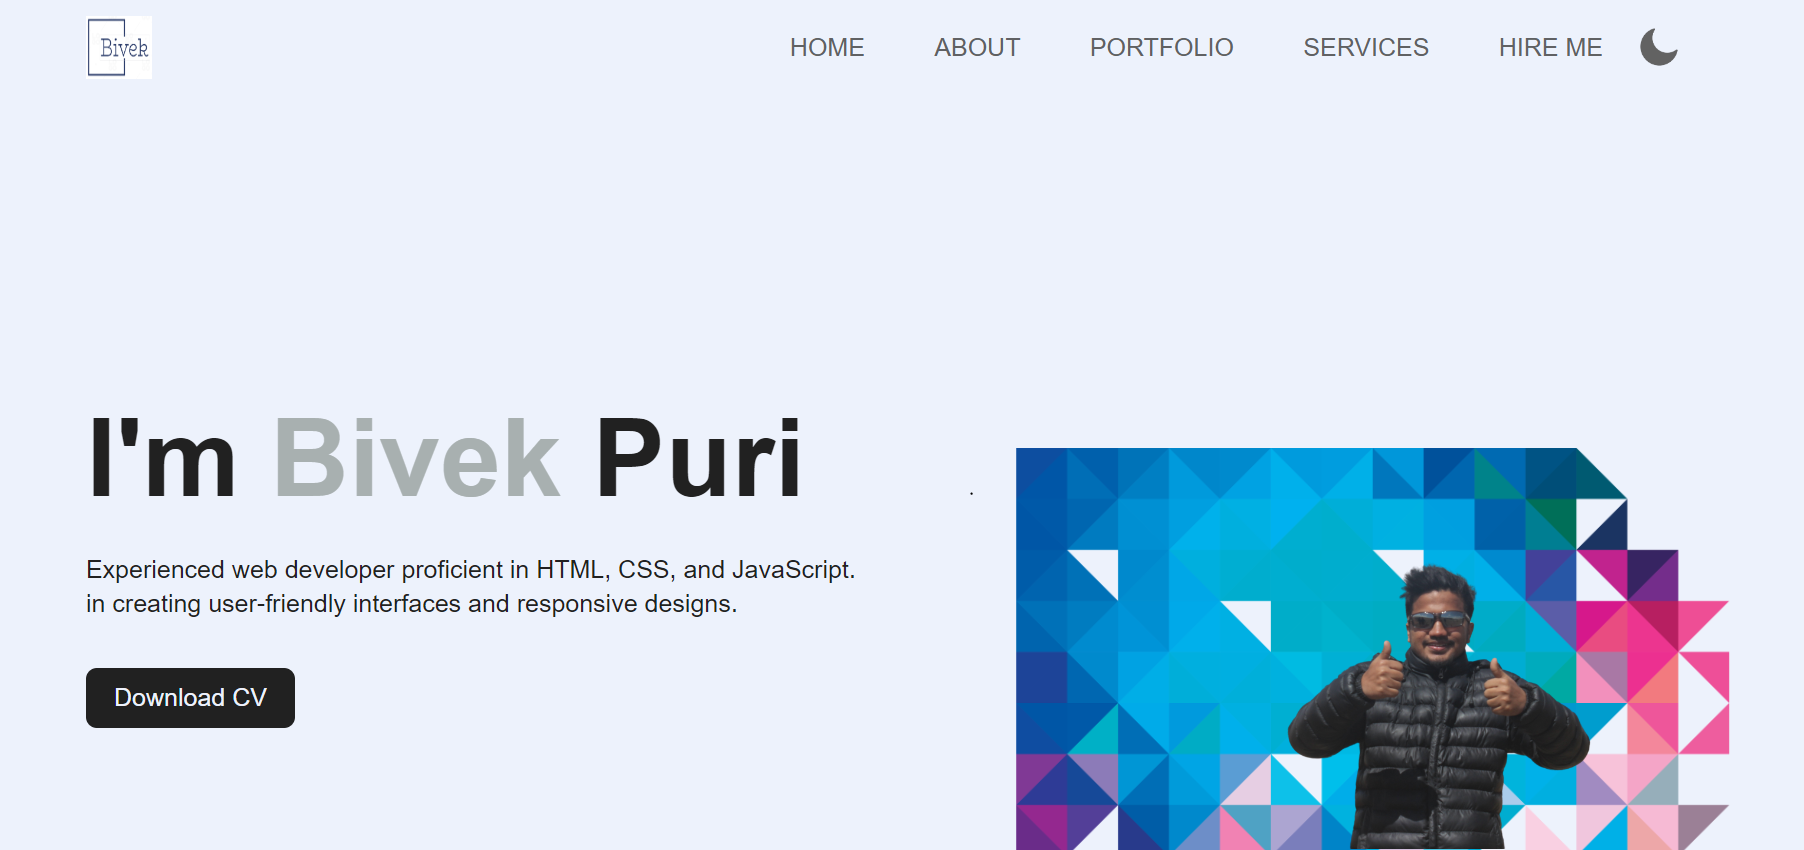 Bivek
HOME ABOUT PORTFOLIO SERVICES HIRE ME
I'm Bivek Puri
Experienced web developer proficient in HTML, CSS, and JavaScript.
in creating user-friendly interfaces and responsive designs.
Download CV